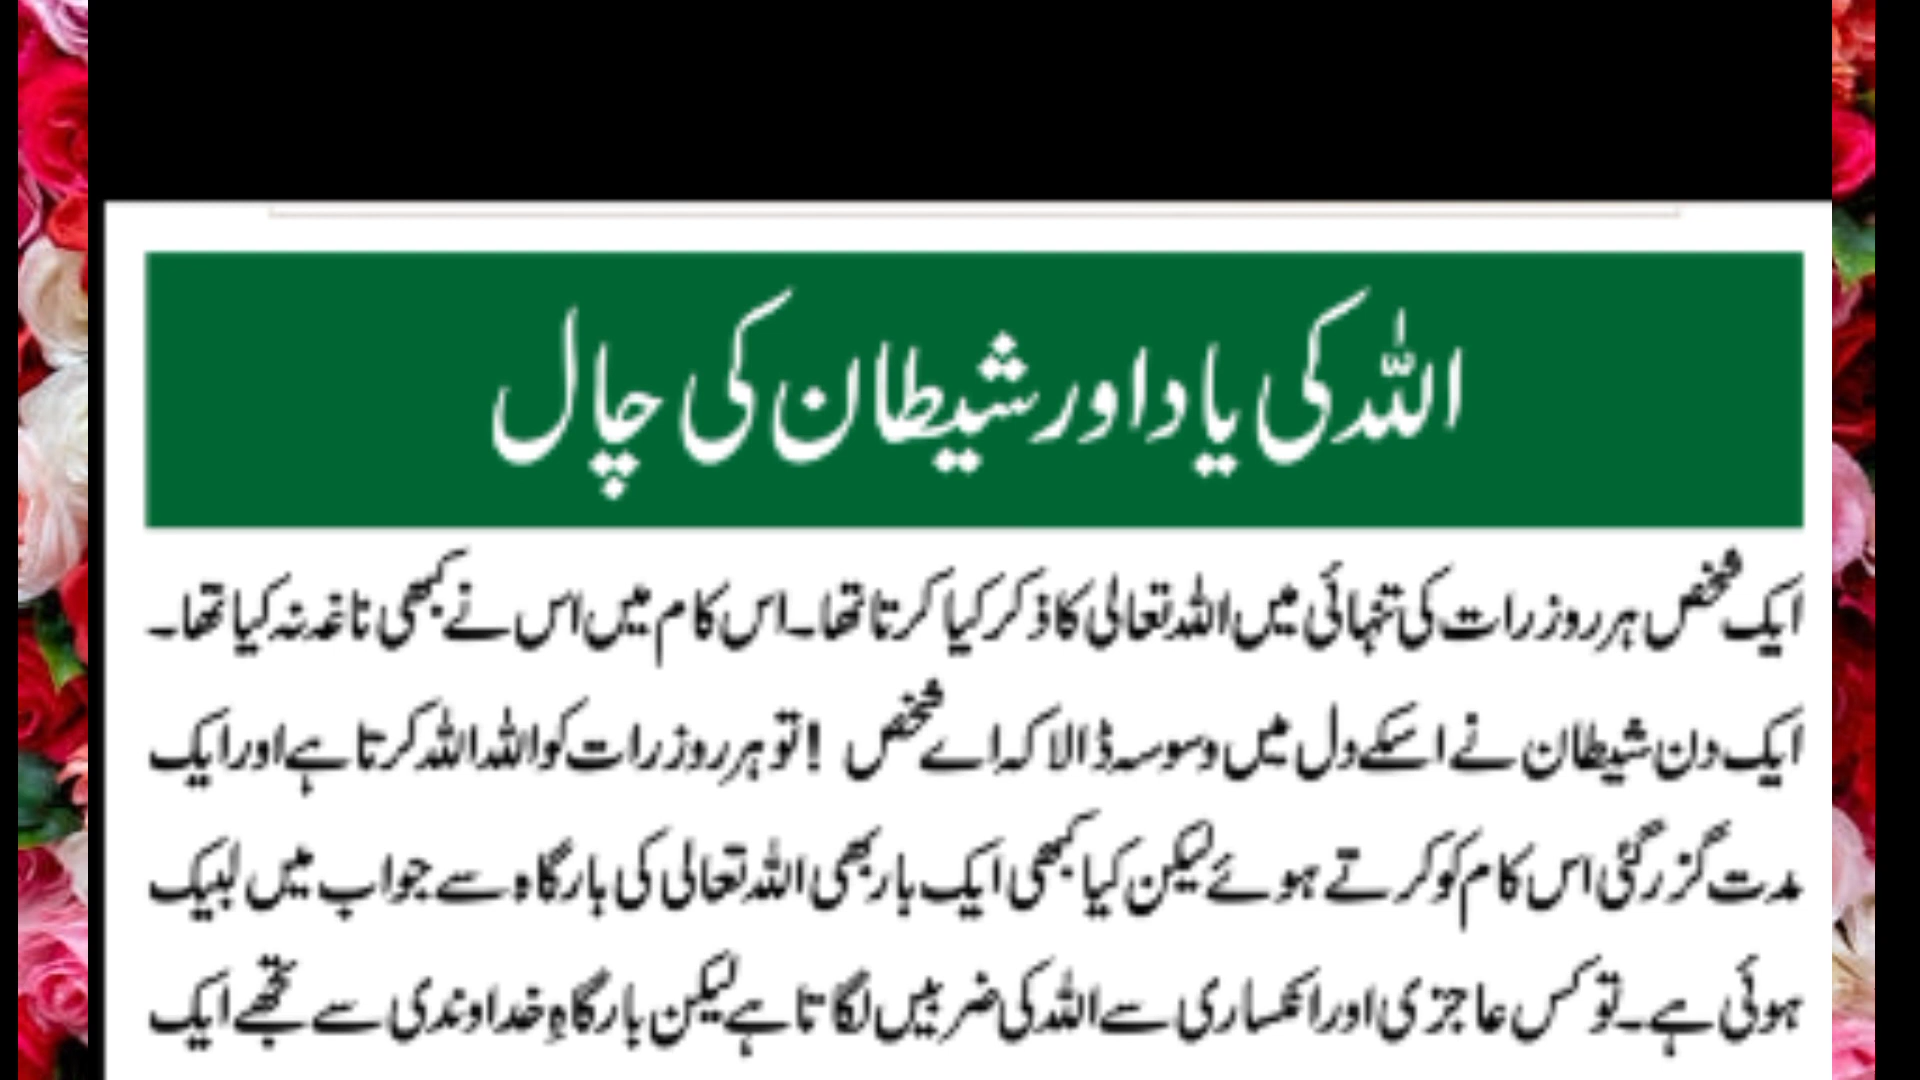 اللہ کی یاد اور شیطان کی چال
ایک شخص ہر روز رات کی تنہائی میں اللہ تعالی کا ذکر کیا کرتا تھا۔ اس کام میں اس نے کبھی ناغہ نہ کیا تھا۔
ایک دن شیطان نے اسکے دل میں وسوسہ ڈالا کہ اے شخص ! تو ہر روز رات کو اللہ اللہ کرتا ہے اور ایک
مدت گزر گئی اس کام کو کرتے ہوئے لیکن کیا کبھی ایک بار بھی اللہ تعالی کی بارگاہ سے جواب میں لبیک
ہوئی ہے۔ تو کس عاجزی اور انکساری سے اللہ کی ضربیں لگاتا ہے لیکن بارگاہِ خداوندی سے تجھے ایک